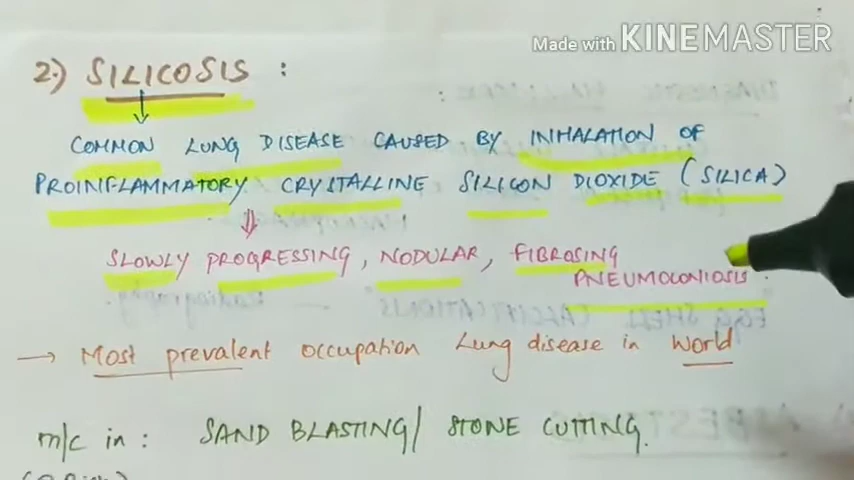 Made with KINEMASTER
2.) SILICOSIS :
COMMON LUNG DISEASE CAUSED BY INHALATION OF
PROINFLAMMATORY CRYSTALLINE SILICON DIOXIDE (SILICA)
SLOWLY PROGRESSING, NODULAR, FIBROSING
PNEUMOCONIOSIS.
→ Most prevalent occupation Lung disease in world
m/c in : SAND BLASTING/ STONE CUTTING.